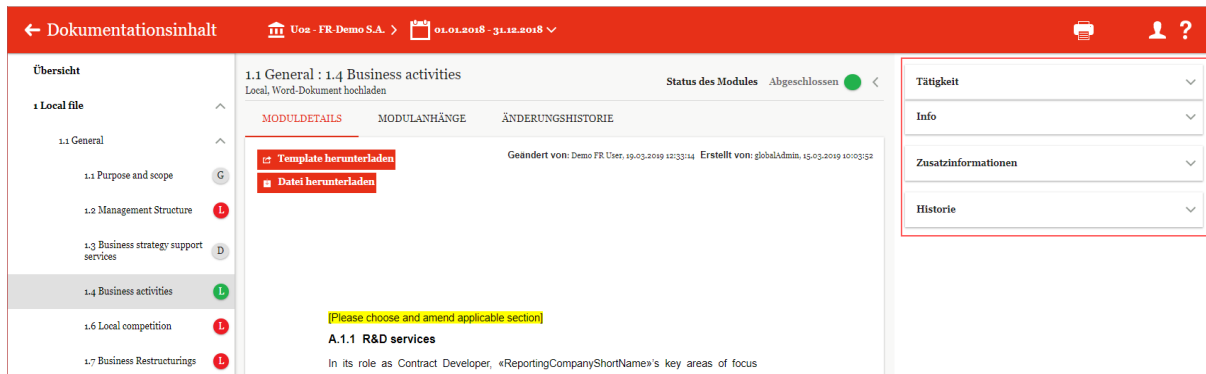 Dokumentationsinhalt
U02 - FR-Demo S.A.
01.01.2018 - 31.12.2018
?
Übersicht
1 Local file
1.1 General
1.1 Purpose and scope
G
1.2 Management Structure
L
1.3 Business strategy support
services
D
1.4 Business activities
L
1.6 Local competition
L
1.7 Business Restructurings
L
1.1 General : 1.4 Business activities
Local, Word-Dokument hochladen
Status des Modules Abgeschlossen
MODULDETAILS MODULANHÄNGE ÄNDERUNGSHISTORIE
Template herunterladen
Geändert von: Demo FR User, 19.03.2019 12:33:14 Erstellt von: globalAdmin, 15.03.2019 10:03:52
Datei herunterladen
[Please choose and amend applicable section]
A.1.1 R&D services
In its role as Contract Developer, «ReportingCompanyShortName»'s key areas of focus
Tätigkeit
Info
Zusatzinformationen
Historie